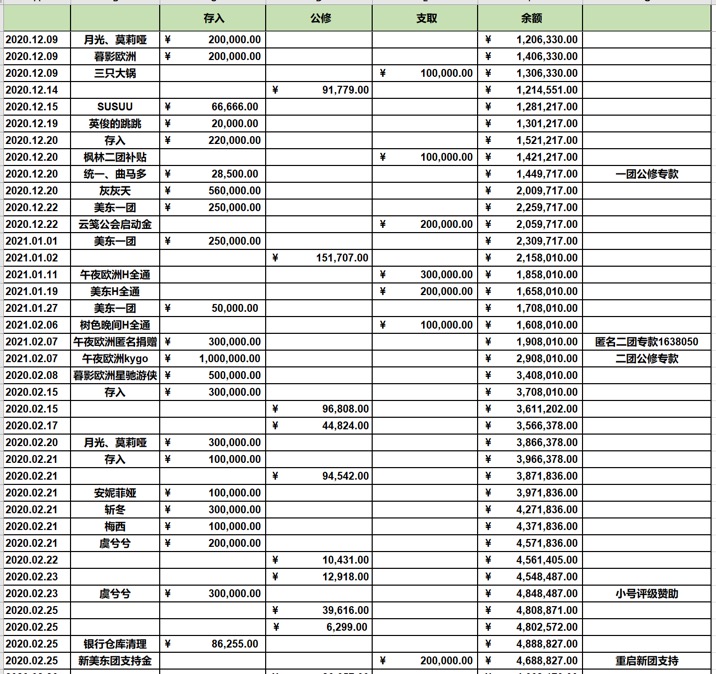 存入 公修 支取 余额
2020.12.09 月光、莫莉哑 ¥ 200,000.00 ¥ 1,206,330.00
2020.12.09 暮影欧洲 ¥ 200,000.00 ¥ 1,406,330.00
2020.12.09 三只大锅 ¥ 100,000.00 ¥ 1,306,330.00
2020.12.14 ¥ 91,779.00 ¥ 1,214,551.00
2020.12.15 SUSUU ¥ 66,666.00 ¥ 1,281,217.00
2020.12.19 英俊的跳跳 ¥ 20,000.00 ¥ 1,301,217.00
2020.12.20 存入 ¥ 220,000.00 ¥ 1,521,217.00
2020.12.20 枫林二团补贴 ¥ 100,000.00 ¥ 1,421,217.00
2020.12.20 统一、曲马多 ¥ 28,500.00 ¥ 1,449,717.00 一团公修专款
2020.12.20 灰灰天 ¥ 560,000.00 ¥ 2,009,717.00
2020.12.22 美东一团 ¥ 250,000.00 ¥ 2,259,717.00
2020.12.22 云笺公会启动金 ¥ 200,000.00 ¥ 2,059,717.00
2021.01.01 美东一团 ¥ 250,000.00 ¥ 2,309,717.00
2021.01.02 ¥ 151,707.00 ¥ 2,158,010.00
2021.01.11 午夜欧洲H全通 ¥ 300,000.00 ¥ 1,858,010.00
2021.01.19 美东H全通 ¥ 200,000.00 ¥ 1,658,010.00
2021.01.27 美东一团 ¥ 50,000.00 ¥ 1,708,010.00
2021.02.06 树色晚间H全通 ¥ 100,000.00 ¥ 1,608,010.00
2021.02.07 午夜欧洲匿名捐赠 ¥ 300,000.00 ¥ 1,908,010.00 匿名二团专款1638050
2021.02.07 午夜欧洲kygo ¥ 1,000,000.00 ¥ 2,908,010.00 二团公修专款
2020.02.08 暮影欧洲星驰游侠 ¥ 500,000.00 ¥ 3,408,010.00
2020.02.15 存入 ¥ 300,000.00 ¥ 3,708,010.00
2020.02.15 ¥ 96,808.00 ¥ 3,611,202.00
2020.02.17 ¥ 44,824.00 ¥ 3,566,378.00
2020.02.20 月光、莫莉哑 ¥ 300,000.00 ¥ 3,866,378.00
2020.02.21 存入 ¥ 100,000.00 ¥ 3,966,378.00
2020.02.21 ¥ 94,542.00 ¥ 3,871,836.00
2020.02.21 安妮菲娅 ¥ 100,000.00 ¥ 3,971,836.00
2020.02.21 斩冬 ¥ 300,000.00 ¥ 4,271,836.00
2020.02.21 梅西 ¥ 100,000.00 ¥ 4,371,836.00
2020.02.21 虞兮兮 ¥ 200,000.00 ¥ 4,571,836.00
2020.02.22 ¥ 10,431.00 ¥ 4,561,405.00
2020.02.23 ¥ 12,918.00 ¥ 4,548,487.00
2020.02.23 虞兮兮 ¥ 300,000.00 ¥ 4,848,487.00 小号评级赞助
2020.02.25 ¥ 39,616.00 ¥ 4,808,871.00
2020.02.25 ¥ 6,299.00 ¥ 4,802,572.00
2020.02.25 银行仓库清理 ¥ 86,255.00 ¥ 4,888,827.00
2020.02.25 新美东团支持金 ¥ 200,000.00 ¥ 4,688,827.00 重启新团支持